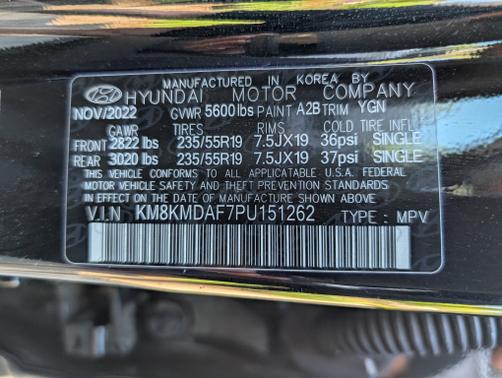 MANUFACTURED IN KOREA BY
HYUNDAI MOTOR COMPANY
NOV/2022 GVWR 5600 lbs PAINT A2B TRIM YGN
GAWR TIRES RIMS COLD TIRE INFL
FRONT 2822 lbs 235/55R19 7.5JX19 36psi SINGLE
REAR 3020 lbs 235/55R19 7.5JX19 37psi SINGLE
THIS VEHICLE CONFORMS TO ALL APPLICABLE U.S.A. FEDERAL
MOTOR VEHICLE SAFETY AND THEFT PREVENTION STANDARDS
IN EFFECT ON THE DATE OF MANUFACTURE SHOWN ABOVE.
V.I.N KM8KMDAF7PU151262 TYPE : MPV